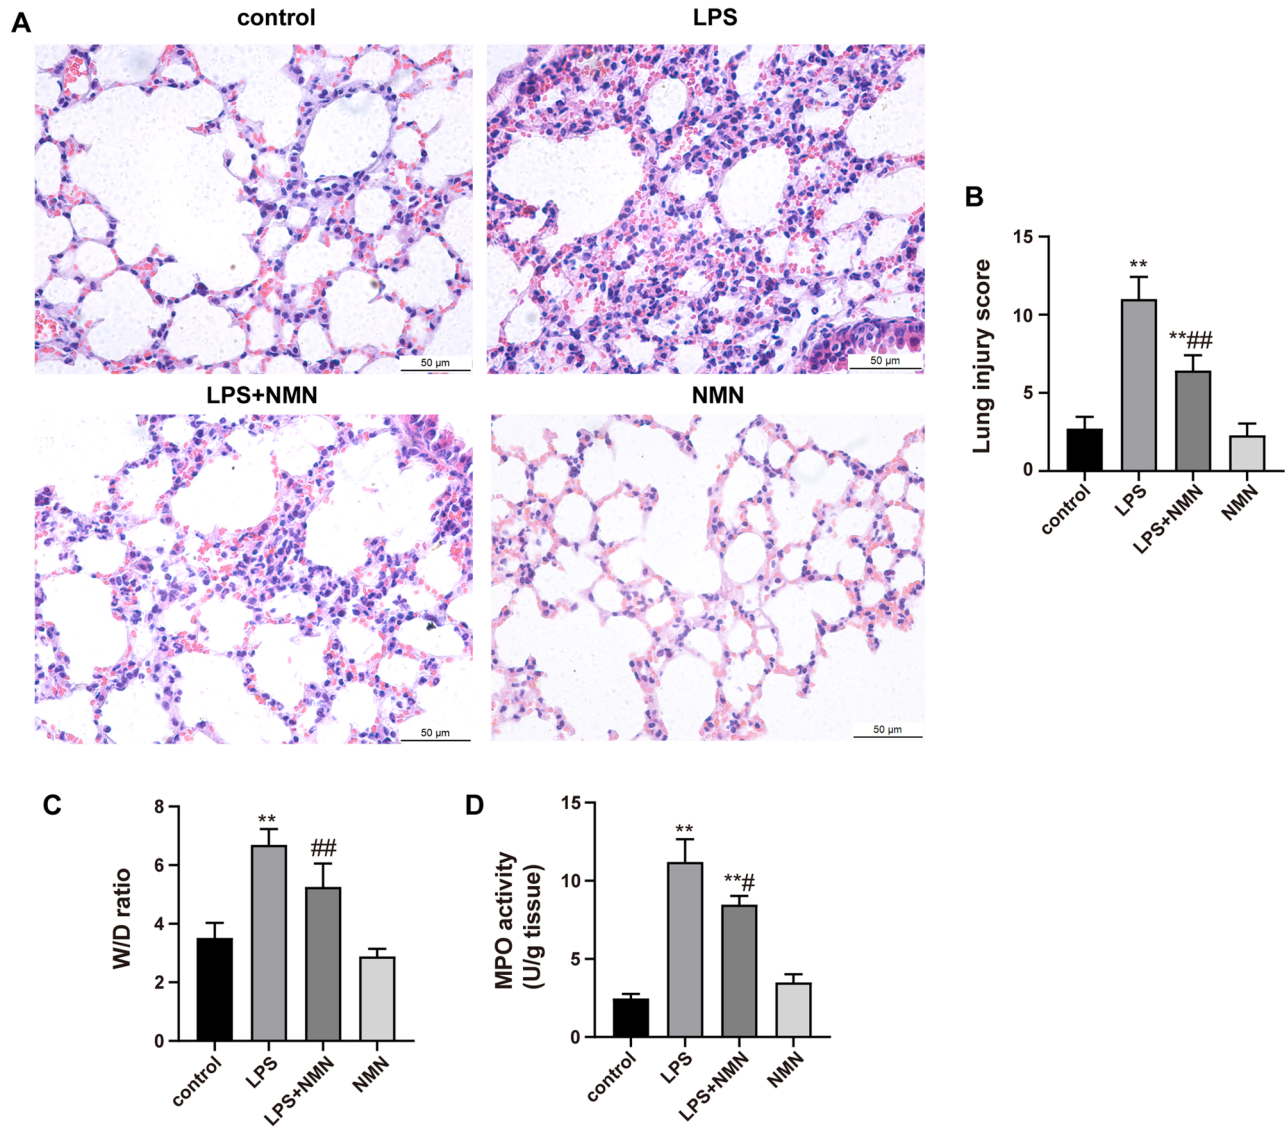 A
control
LPS
50 µm
50 µm
LPS+NMN
NMN
50 µm
50 µm
B
Lung injury score
15
10
5
0
**
**##
control
LPS
LPS+NMN
NMN
C
W/D ratio
8
6
4
2
0
**
##
control
LPS
LPS+NMN
NMN
D
MPO activity
(U/g tissue)
15
10
5
0
**
**#
control
LPS
LPS+NMN
NMN